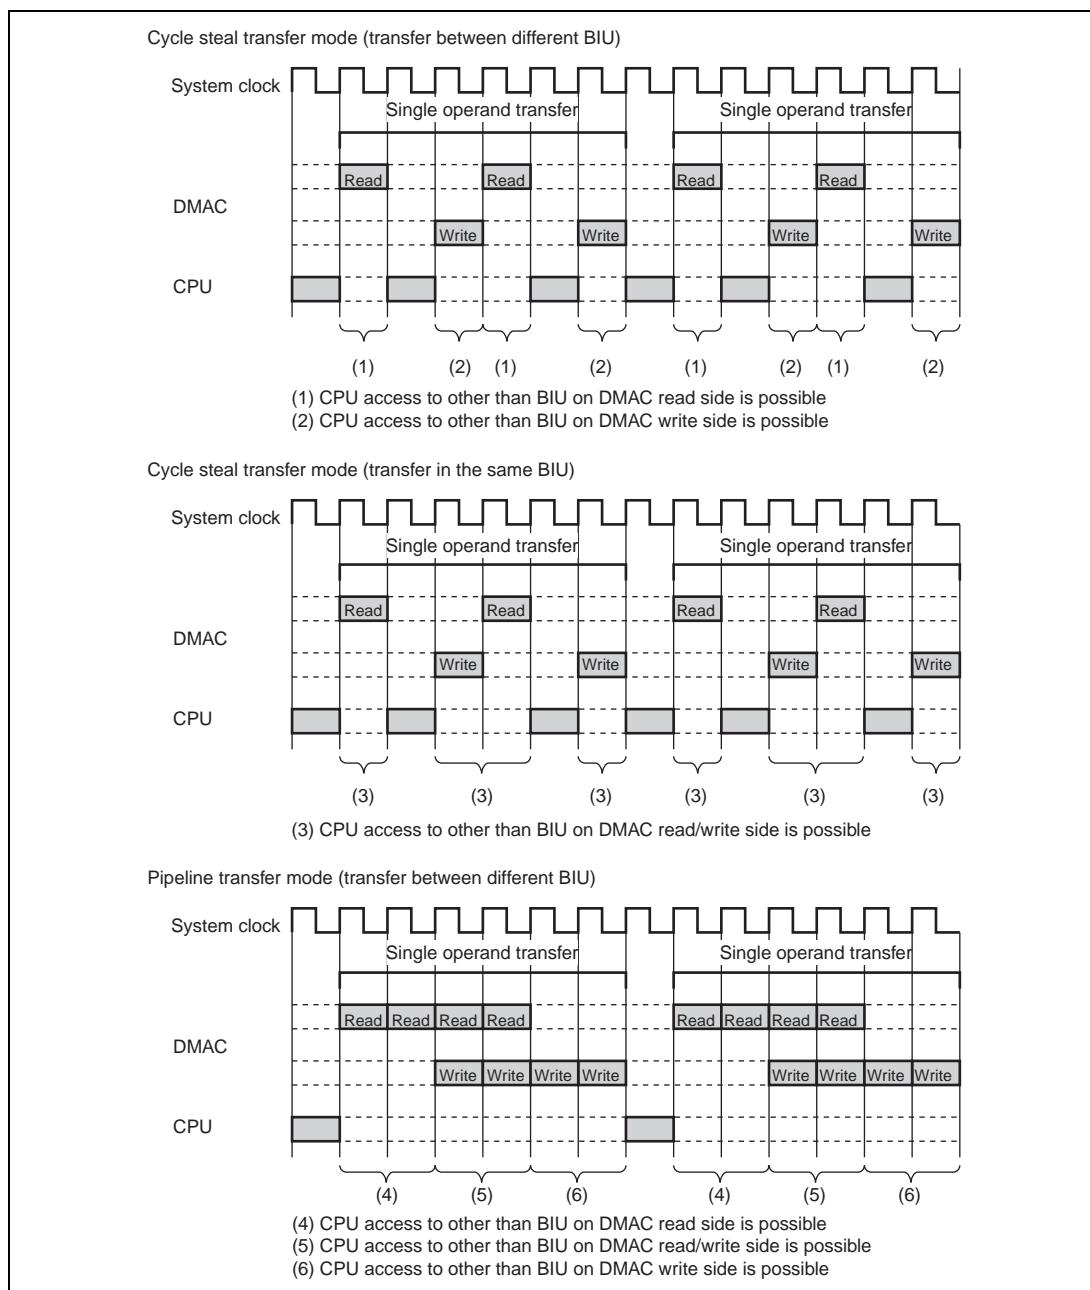 Cycle steal transfer mode (transfer between different BIU)
System clock
Single operand transfer Single operand transfer
Read Read Read Read
DMAC
Write Write Write Write
CPU
(1) (2) (1) (2) (1) (2) (1) (2)
(1) CPU access to other than BIU on DMAC read side is possible
(2) CPU access to other than BIU on DMAC write side is possible
Cycle steal transfer mode (transfer in the same BIU)
System clock
Single operand transfer Single operand transfer
Read Read Read Read
DMAC
Write Write Write Write
CPU
(3) (3) (3) (3) (3) (3)
(3) CPU access to other than BIU on DMAC read/write side is possible
Pipeline transfer mode (transfer between different BIU)
System clock
Single operand transfer Single operand transfer
Read Read Read Read Read Read Read Read
DMAC
Write Write Write Write Write Write Write Write
CPU
(4) (5) (6) (4) (5) (6)
(4) CPU access to other than BIU on DMAC read side is possible
(5) CPU access to other than BIU on DMAC read/write side is possible
(6) CPU access to other than BIU on DMAC write side is possible